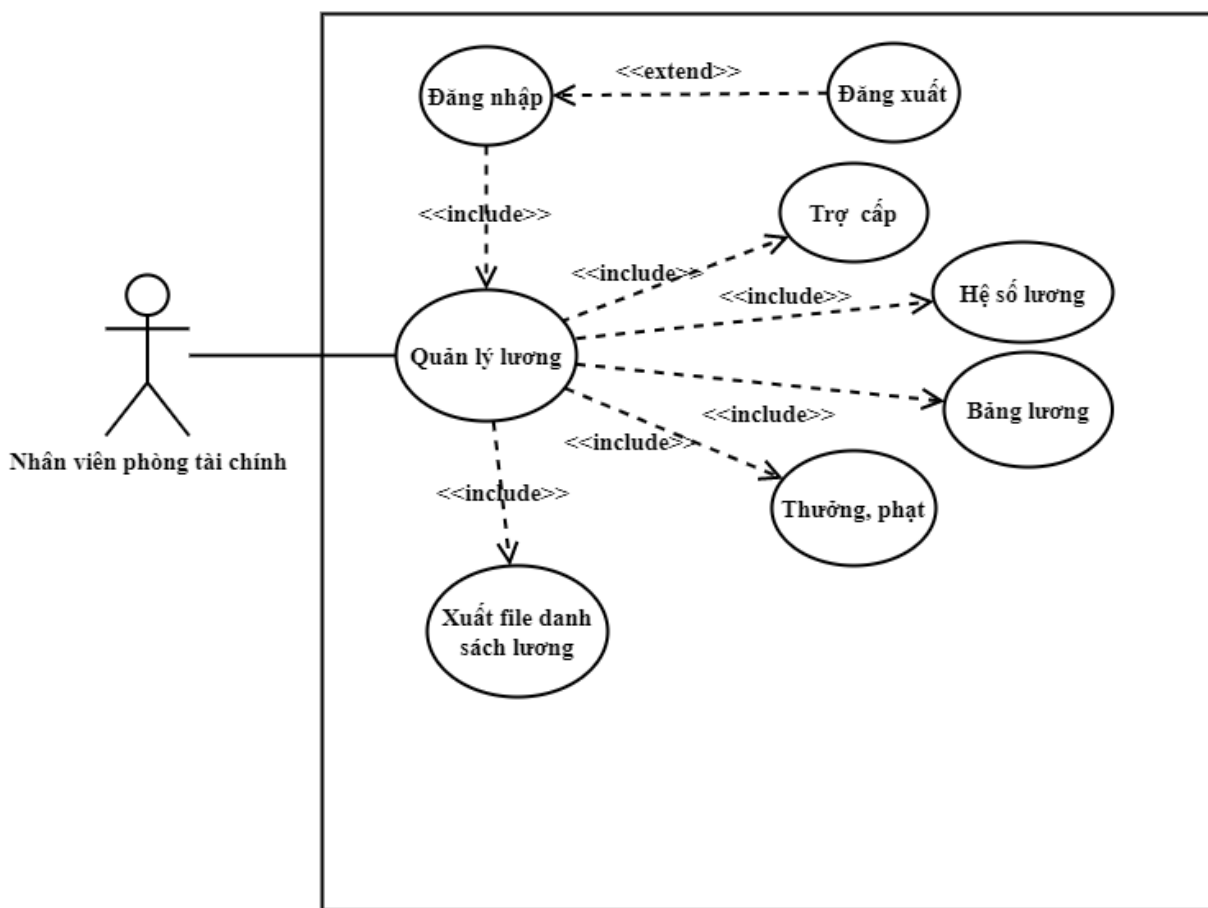 <<extend>>
Đăng nhập
Đăng xuất
<<include>>
Trợ cấp
<<include>>
<<include>>
Hệ số lương
Quản lý lương
Bảng lương
<<include>>
<<include>>
Nhân viên phòng tài chính
<<include>>
Thưởng, phạt
Xuất file danh
sách lương